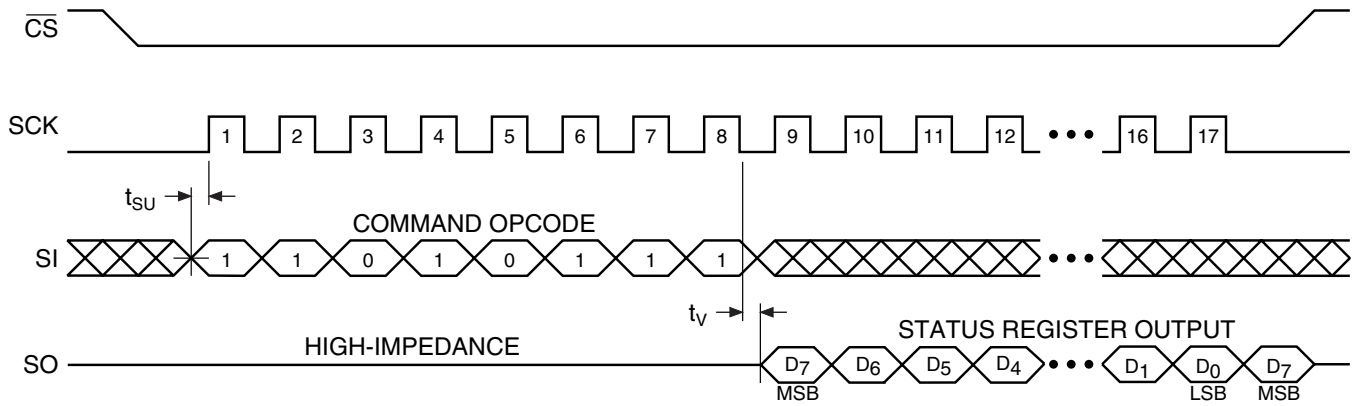 CS
SCK 1 2 3 4 5 6 7 8 9 10 11 12 ••• 16 17
tSU
COMMAND OPCODE
SI 1 1 0 1 0 1 1 1 •••
tV
HIGH-IMPEDANCE STATUS REGISTER OUTPUT
SO D7 D6 D5 D4 ••• D1 D0 D7
MSB LSB MSB